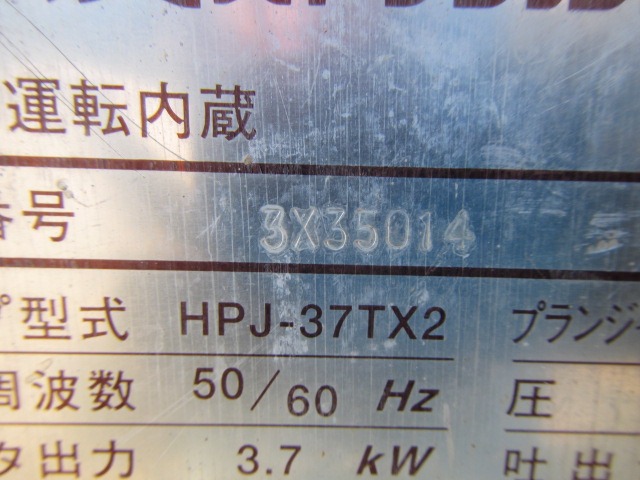 運転内蔵
番号 3X35014
プ型式 HPJ-37TX2 プランジ
周波数 50/60 Hz 圧
タ出力 3.7 kW 吐出